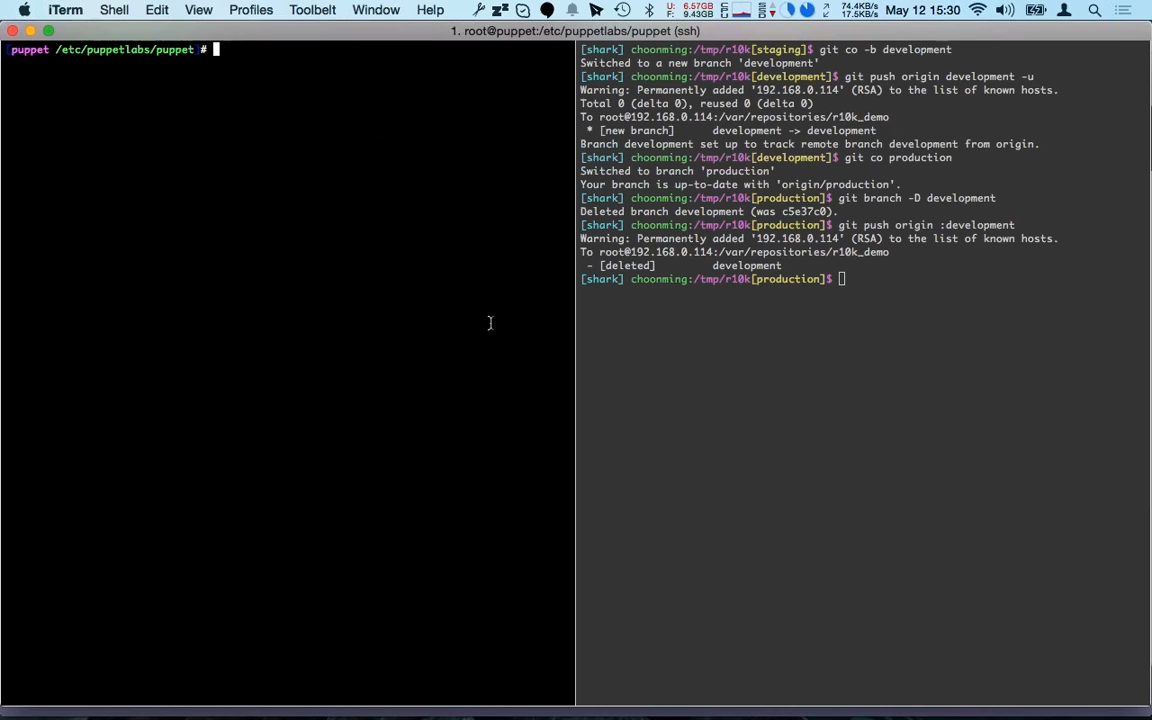 iTerm Shell Edit View Profiles Toolbelt Window Help U: 6.57GB F: 9.43GB 74.4KB/s 17.5KB/s May 12 15:30
1. root@puppet:/etc/puppetlabs/puppet (ssh)
[puppet /etc/puppetlabs/puppet]#
[shark] choonming:/tmp/r10k[staging]$ git co -b development
Switched to a new branch 'development'
[shark] choonming:/tmp/r10k[development]$ git push origin development -u
Warning: Permanently added '192.168.0.114' (RSA) to the list of known hosts.
Total 0 (delta 0), reused 0 (delta 0)
To root@192.168.0.114:/var/repositories/r10k_demo
* [new branch] development -> development
Branch development set up to track remote branch development from origin.
[shark] choonming:/tmp/r10k[development]$ git co production
Switched to branch 'production'
Your branch is up-to-date with 'origin/production'.
[shark] choonming:/tmp/r10k[production]$ git branch -D development
Deleted branch development (was c5e37c0).
[shark] choonming:/tmp/r10k[production]$ git push origin :development
Warning: Permanently added '192.168.0.114' (RSA) to the list of known hosts.
To root@192.168.0.114:/var/repositories/r10k_demo
- [deleted] development
[shark] choonming:/tmp/r10k[production]$